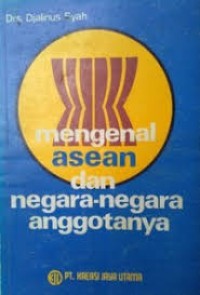 Drs Djalinus Syah
mengenal
asean
dan
negara-negara
anggotanya
PT. KREASI JAYA UTAMA